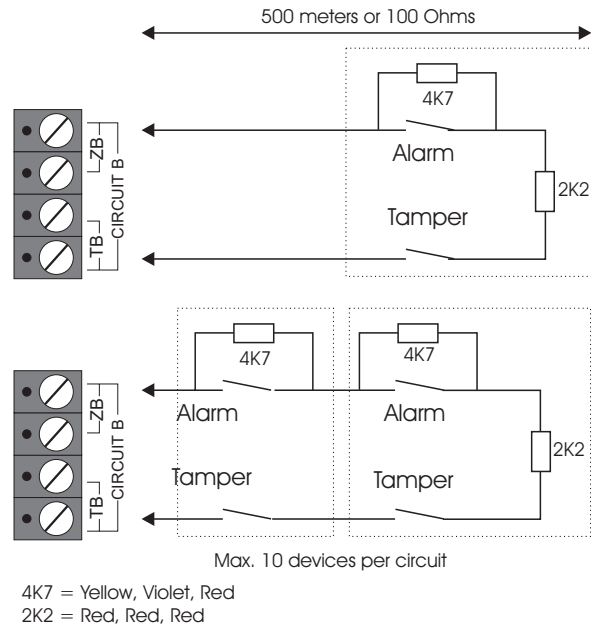 500 meters or 100 Ohms
4K7
Alarm
2K2
Tamper
ZB
TB
CIRCUIT B
4K7
4K7
Alarm
Alarm
2K2
Tamper
Tamper
ZB
TB
CIRCUIT B
Max. 10 devices per circuit
4K7 = Yellow, Violet, Red
2K2 = Red, Red, Red